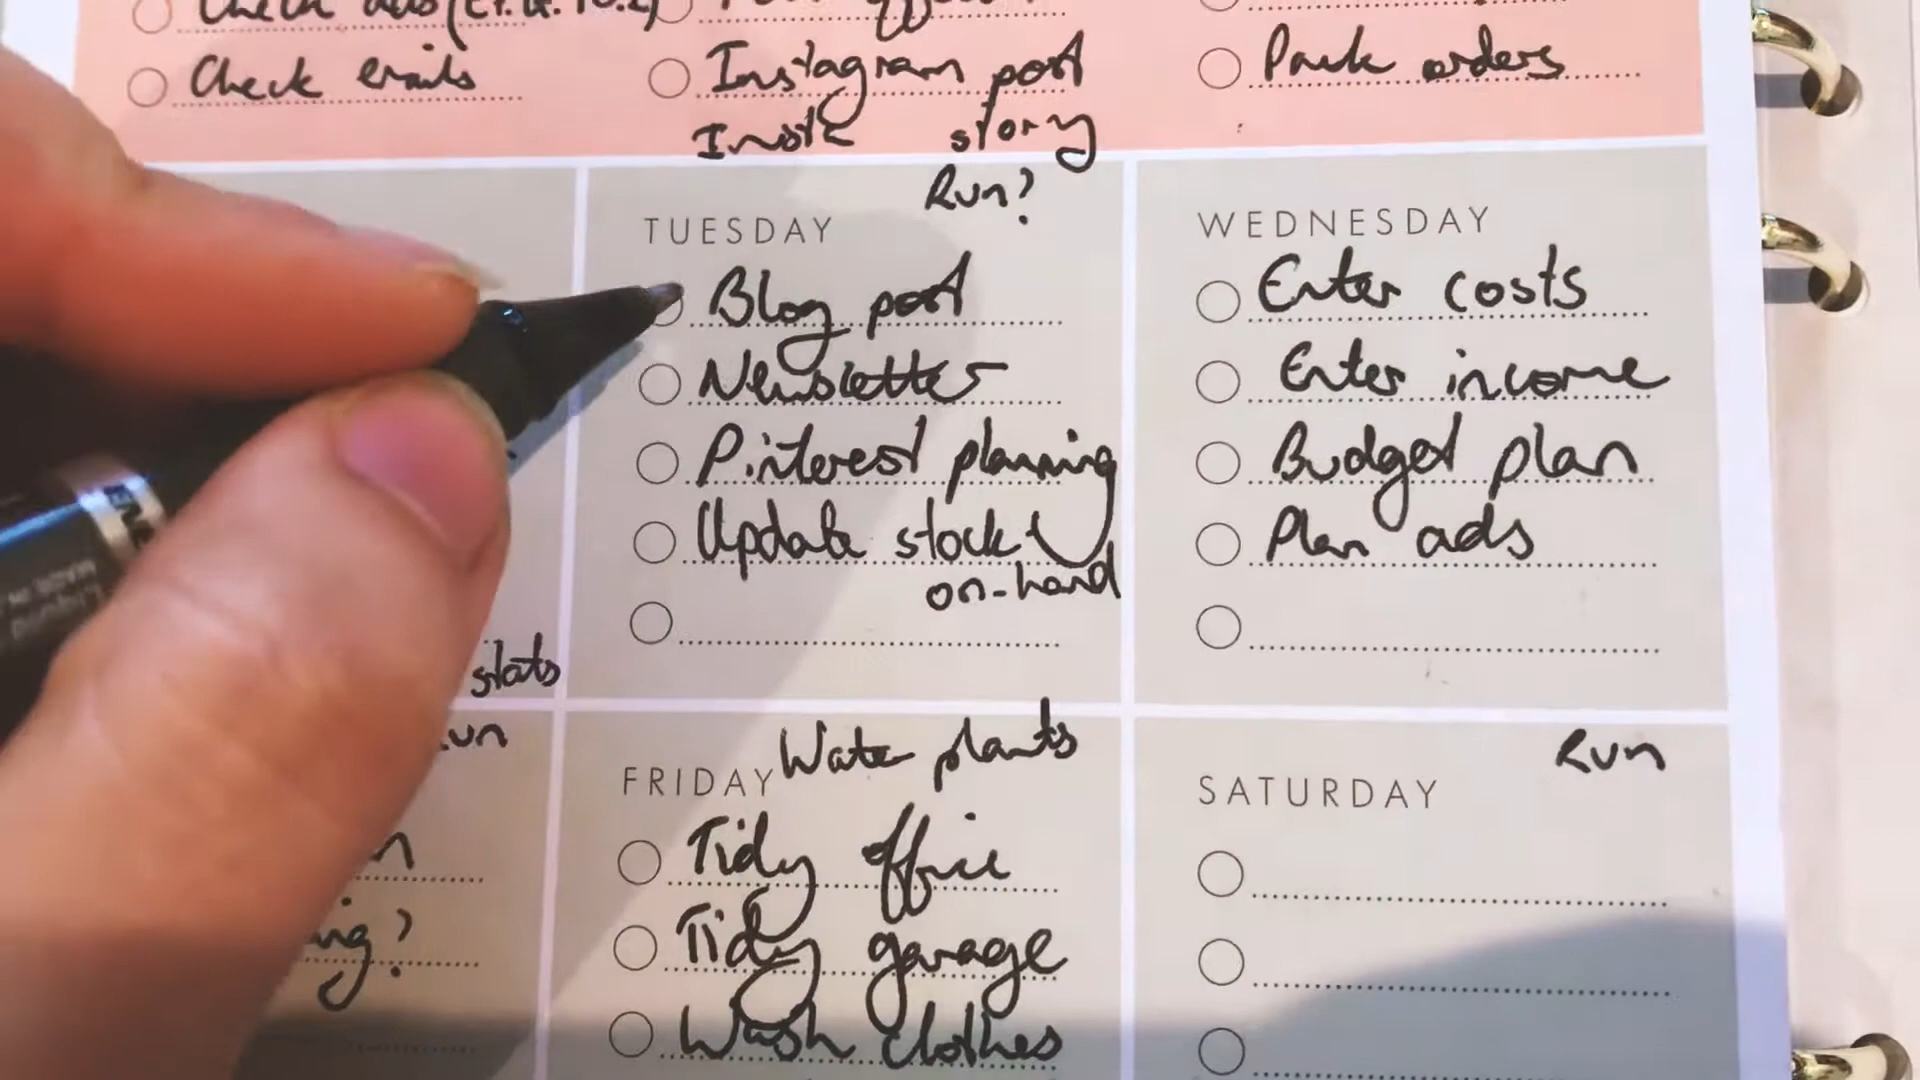 Check emails
Instagram post
Insta story
Pack orders
TUESDAY
Run?
Blog post
Newsletter
Pinterest planning
Update stock
on-hand
WEDNESDAY
Enter costs
Enter income
Budget plan
Plan ads
stats
FRIDAY
Water plants
Tidy office
Tidy garage
Wash clothes
SATURDAY
Run